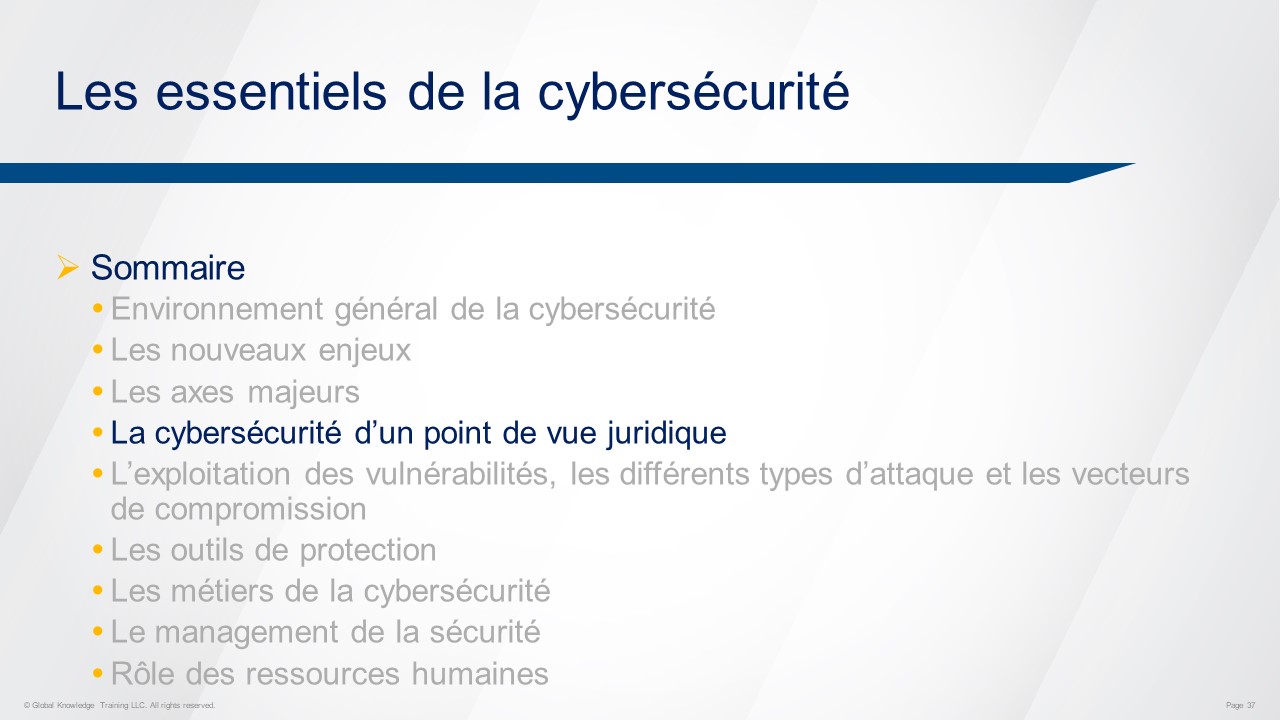 Les essentiels de la cybersécurité
Sommaire
Environnement général de la cybersécurité
Les nouveaux enjeux
Les axes majeurs
La cybersécurité d’un point de vue juridique
L’exploitation des vulnérabilités, les différents types d’attaque et les vecteurs
de compromission
Les outils de protection
Les métiers de la cybersécurité
Le management de la sécurité
Rôle des ressources humaines
© Global Knowledge Training LLC. All rights reserved.
Page 37